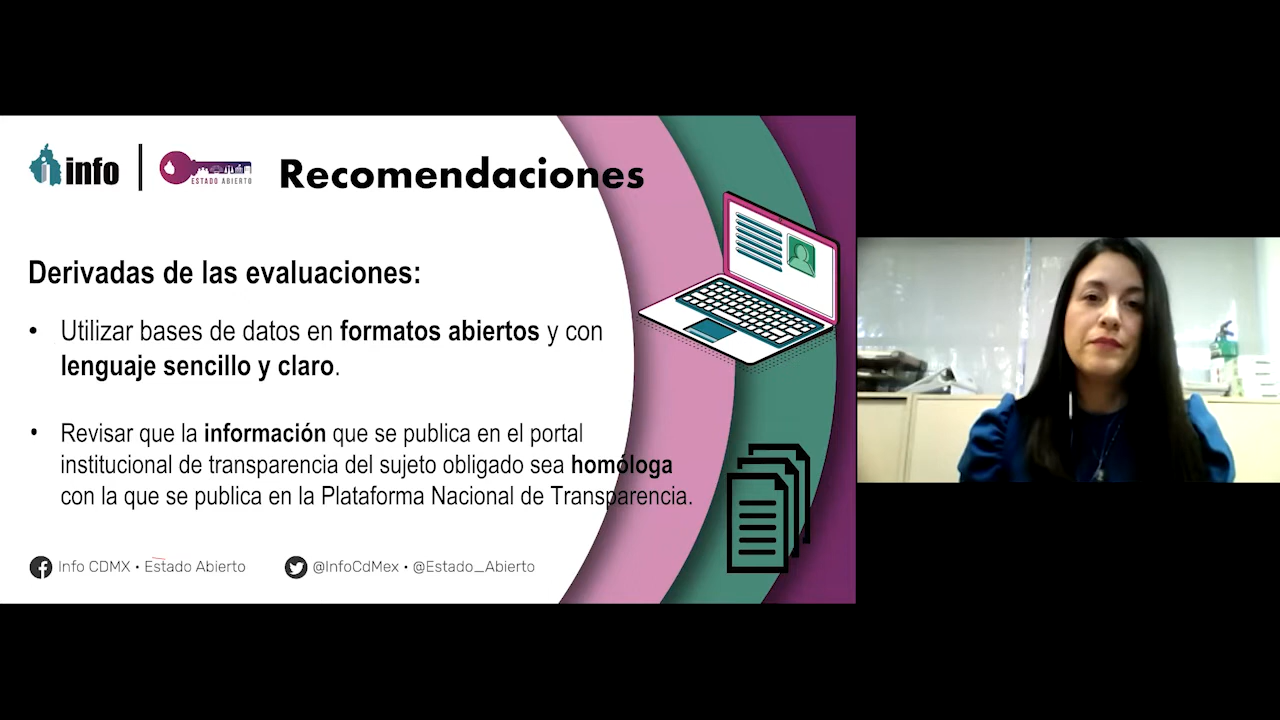 info
ESTADO ABIERTO
Recomendaciones
Derivadas de las evaluaciones:
• Utilizar bases de datos en formatos abiertos y con
lenguaje sencillo y claro.
• Revisar que la información que se publica en el portal
institucional de transparencia del sujeto obligado sea homóloga
con la que se publica en la Plataforma Nacional de Transparencia.
Info CDMX • Estado Abierto
@InfoCdMex • @Estado_Abierto